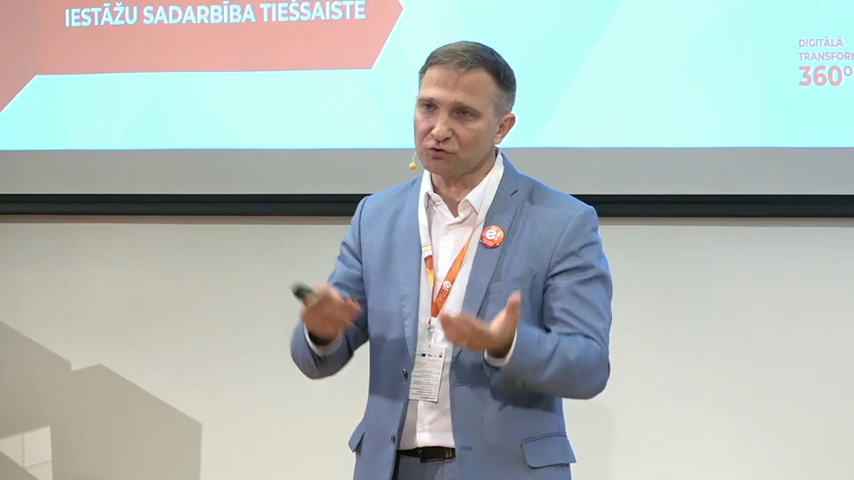 IESTĀŽU SADARBĪBA TIEŠSAISTE
DIGITĀLĀ
TRANSFOR
360°
e